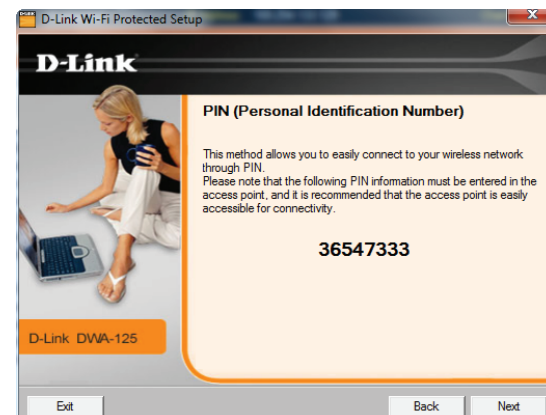 D-Link Wi-Fi Protected Setup
D-Link
PIN (Personal Identification Number)
This method allows you to easily connect to your wireless network
through PIN.
Please note that the following PIN information must be entered in the
access point, and it is recommended that the access point is easily
accessible for connectivity.
36547333
D-Link DWA-125
Exit
Back
Next